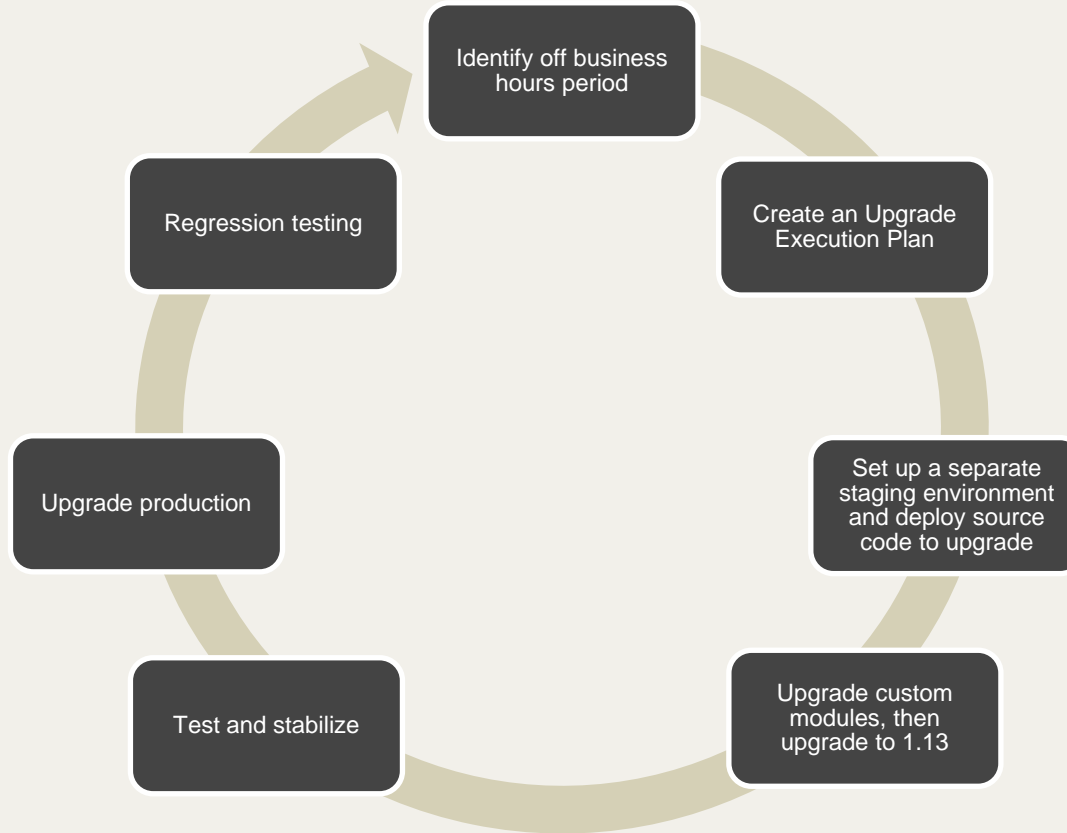 Identify off business
hours period
Create an Upgrade
Execution Plan
Set up a separate
staging environment
and deploy source
code to upgrade
Upgrade custom
modules, then
upgrade to 1.13
Test and stabilize
Upgrade production
Regression testing